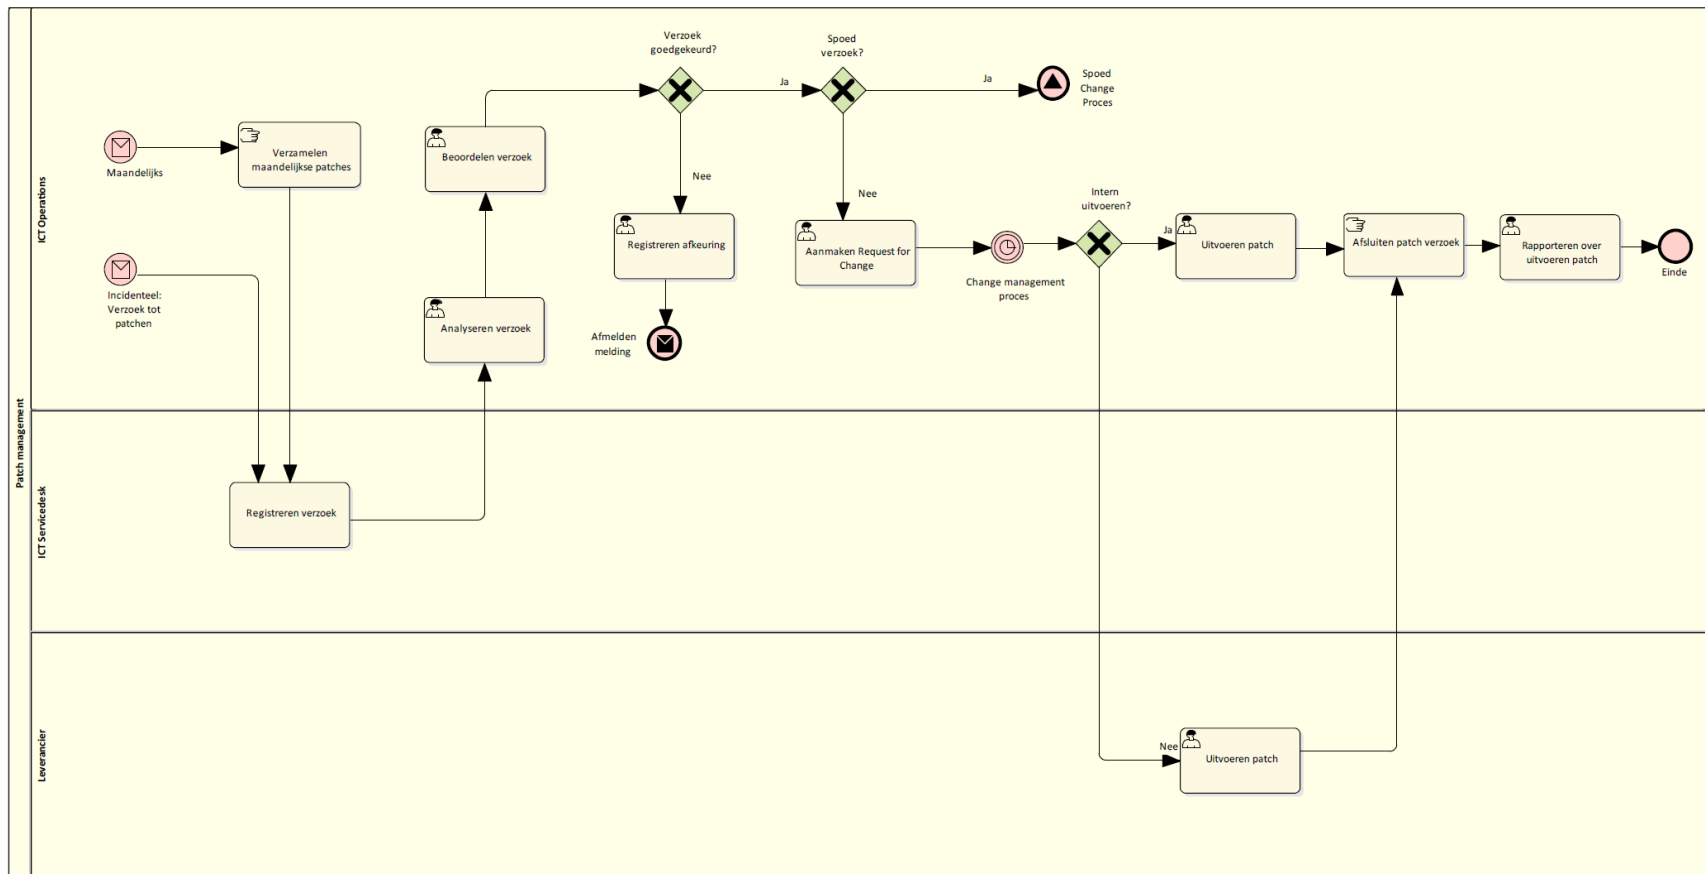 Patch management
ICT Operations
Maandelijks
Verzamelen
maandelijkse patches
Incidenteel:
Verzoek tot
patchen
Beoordelen verzoek
Analyseren verzoek
Verzoek
goedgekeurd?
Ja
Nee
Registreren afkeuring
Afmelden
melding
Spoed
verzoek?
Ja
Spoed
Change
Proces
Nee
Aanmaken Request for
Change
Change management
proces
Intern
uitvoeren?
Ja
Uitvoeren patch
Afsluiten patch verzoek
Rapporteren over
uitvoeren patch
Einde
ICT Servicedesk
Registreren verzoek
Leverancier
Nee
Uitvoeren patch